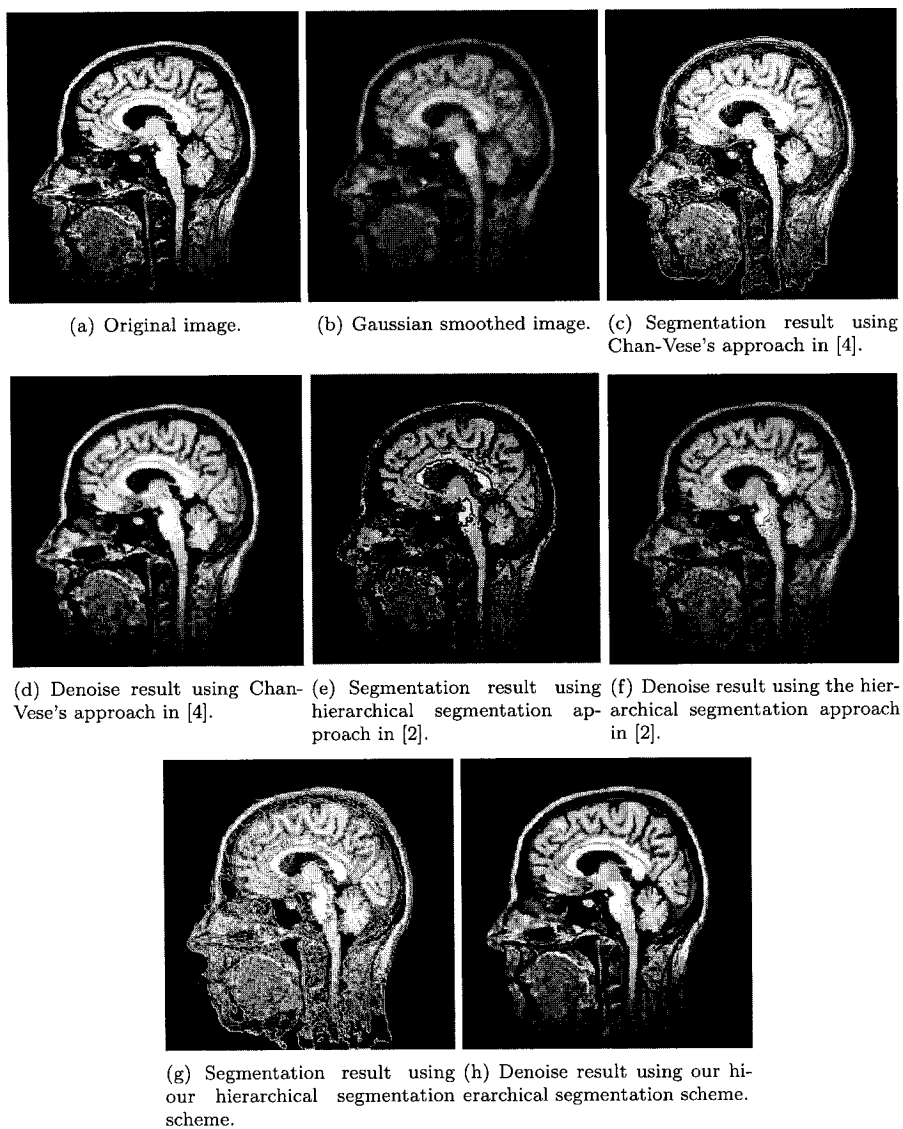 (a) Original image.
(b) Gaussian smoothed image.
(c) Segmentation result using
Chan-Vese's approach in [4].
(d) Denoise result using Chan-
Vese's approach in [4].
(e) Segmentation result using
hierarchical segmentation ap-
proach in [2].
(f) Denoise result using the hier-
archical segmentation approach
in [2].
(g) Segmentation result using
our hierarchical segmentation
scheme.
(h) Denoise result using our hi-
erarchical segmentation scheme.